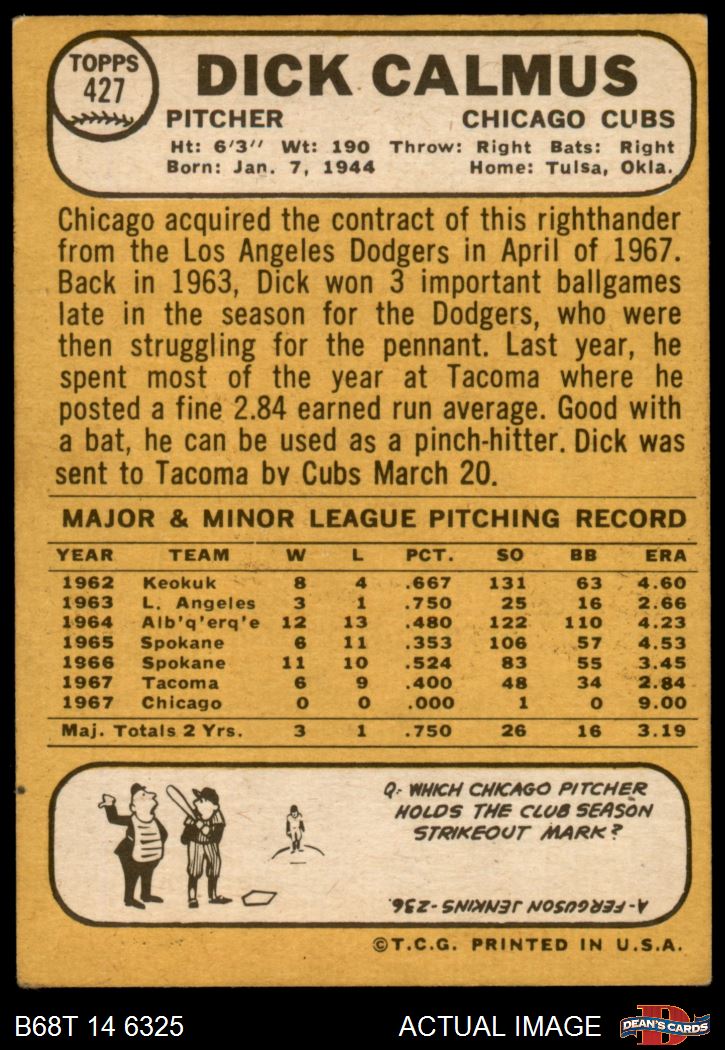 TOPPS
427
DICK CALMUS
PITCHER CHICAGO CUBS
Ht: 6'3" Wt: 190 Throw: Right Bats: Right
Born: Jan. 7, 1944 Home: Tulsa, Okla.
Chicago acquired the contract of this righthander
from the Los Angeles Dodgers in April of 1967.
Back in 1963, Dick won 3 important ballgames
late in the season for the Dodgers, who were
then struggling for the pennant. Last year, he
spent most of the year at Tacoma where he
posted a fine 2.84 earned run average. Good with
a bat, he can be used as a pinch-hitter. Dick was
sent to Tacoma by Cubs March 20.
MAJOR & MINOR LEAGUE PITCHING RECORD
YEAR TEAM W L PCT. SO BB ERA
1962 Keokuk 8 4 .667 131 63 4.60
1963 L. Angeles 3 1 .750 25 16 2.66
1964 Alb'q'erq'e 12 13 .480 122 110 4.23
1965 Spokane 6 11 .353 106 57 4.53
1966 Spokane 11 10 .524 83 55 3.45
1967 Tacoma 6 9 .400 48 34 2.84
1967 Chicago 0 0 .000 1 0 9.00
Maj. Totals 2 Yrs. 3 1 .750 26 16 3.19
Q- WHICH CHICAGO PITCHER
HOLDS THE CLUB SEASON
STRIKEOUT MARK?
A-FERGUSON JENKINS-236.
©T.C.G. PRINTED IN U.S.A.
B68T 14 6325 ACTUAL IMAGE DEAN'S CARDS